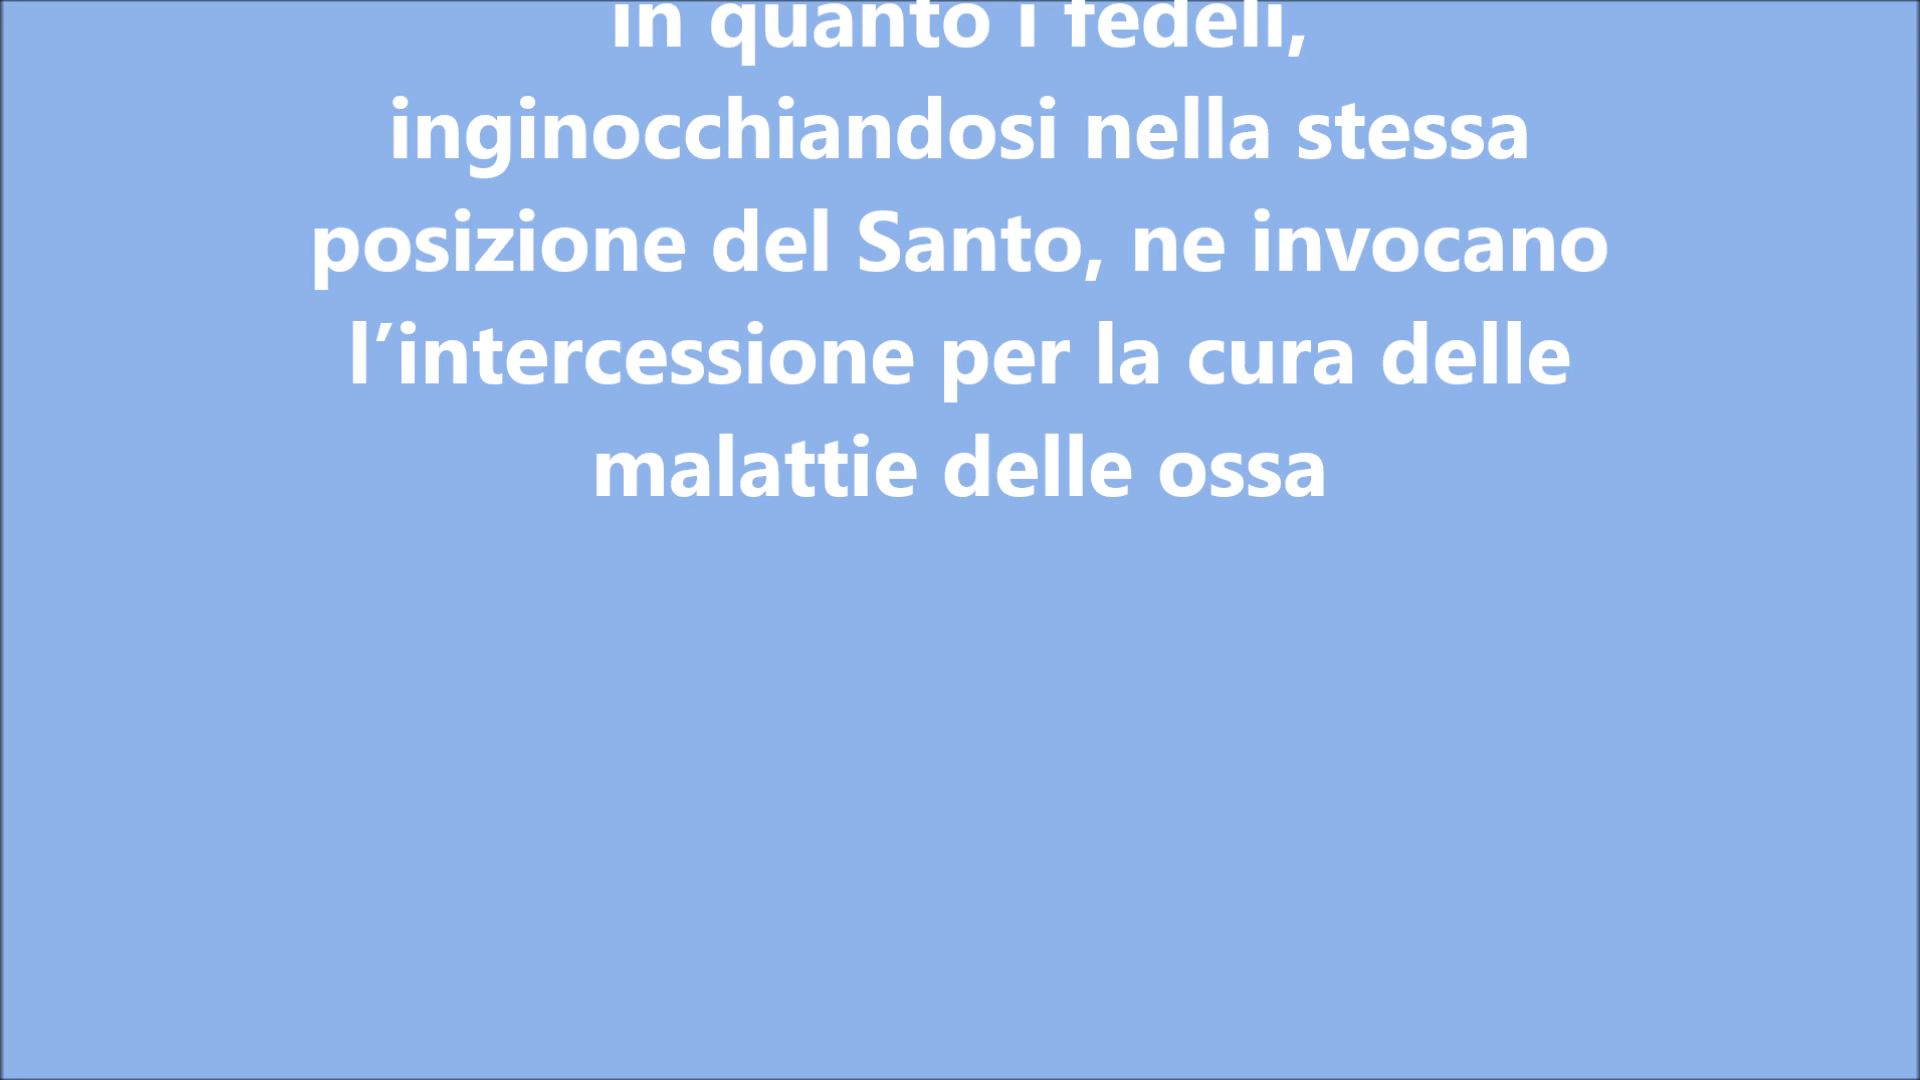 in quanto i fedeli,
inginocchiandosi nella stessa
posizione del Santo, ne invocano
l’intercessione per la cura delle
malattie delle ossa